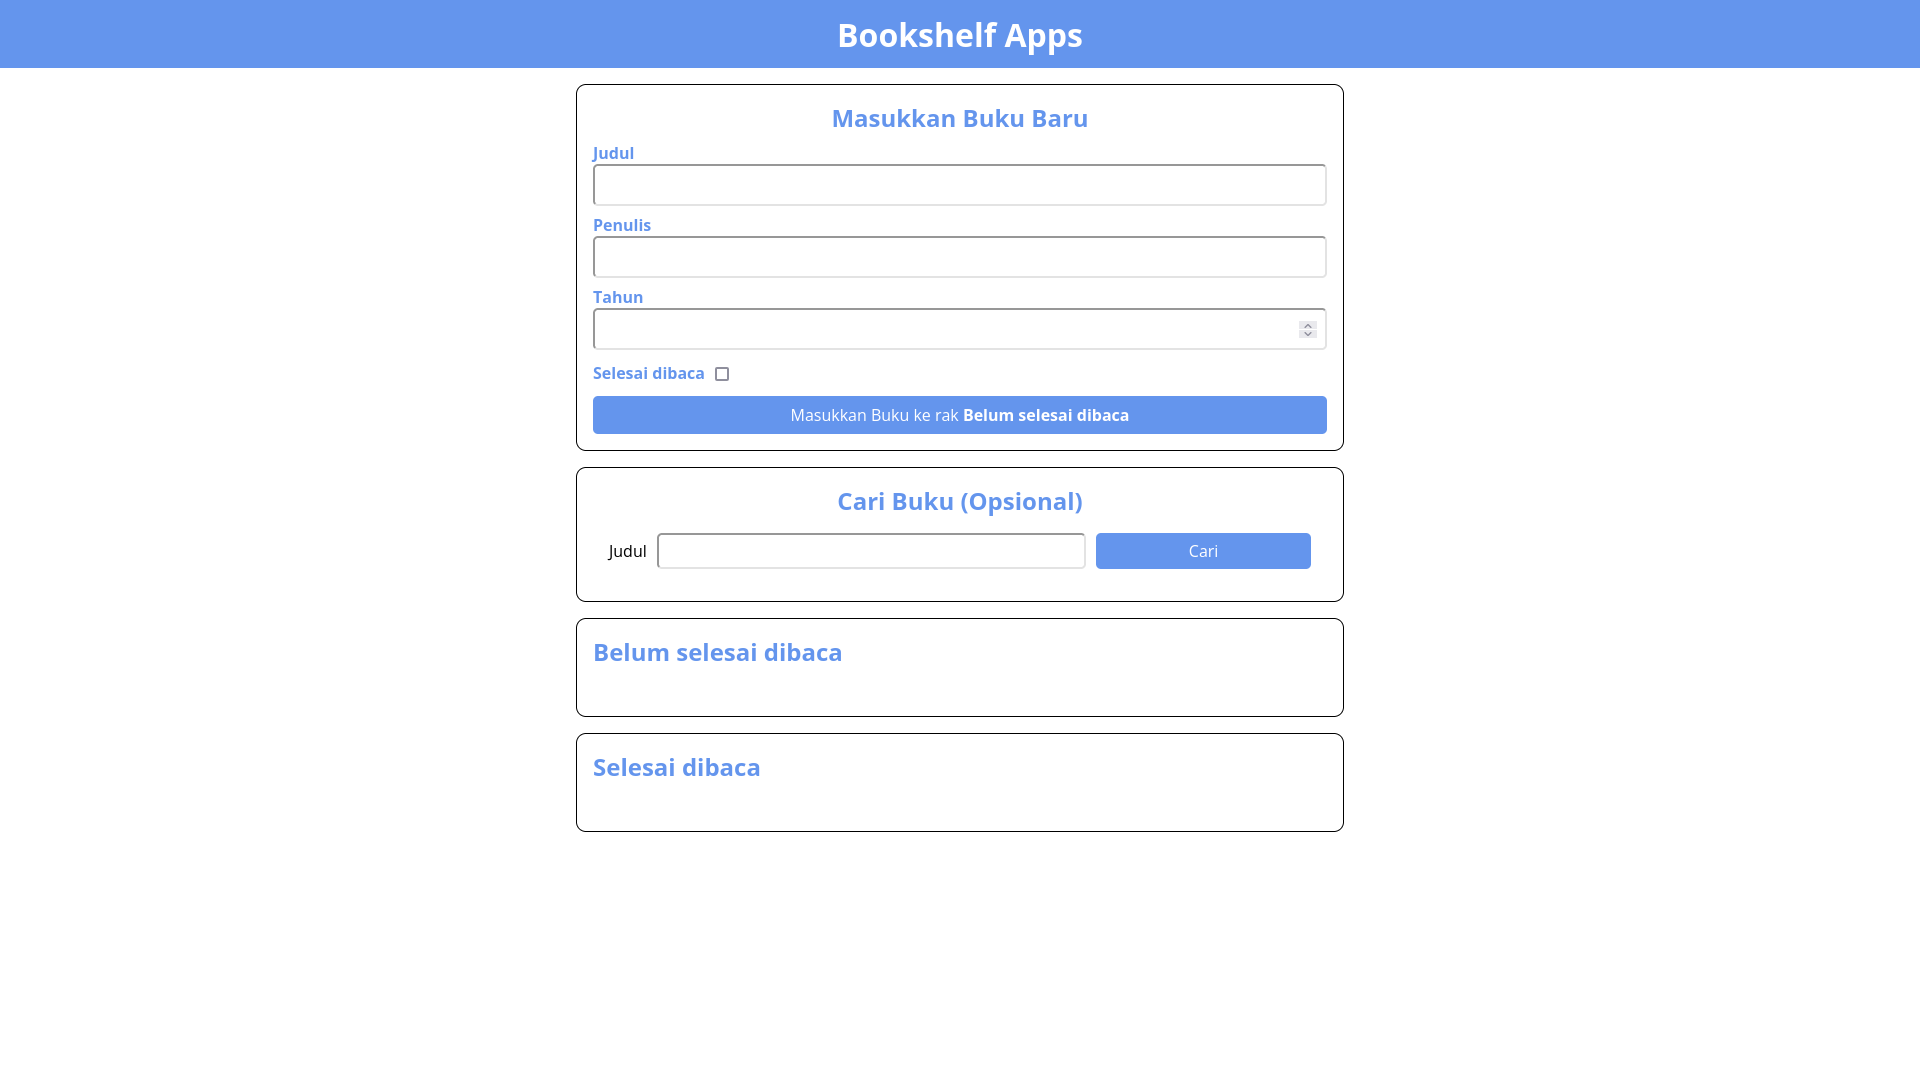 Bookshelf Apps
Masukkan Buku Baru
Judul
Penulis
Tahun
Selesai dibaca
Masukkan Buku ke rak Belum selesai dibaca
Cari Buku (Opsional)
Judul
Cari
Belum selesai dibaca
Selesai dibaca